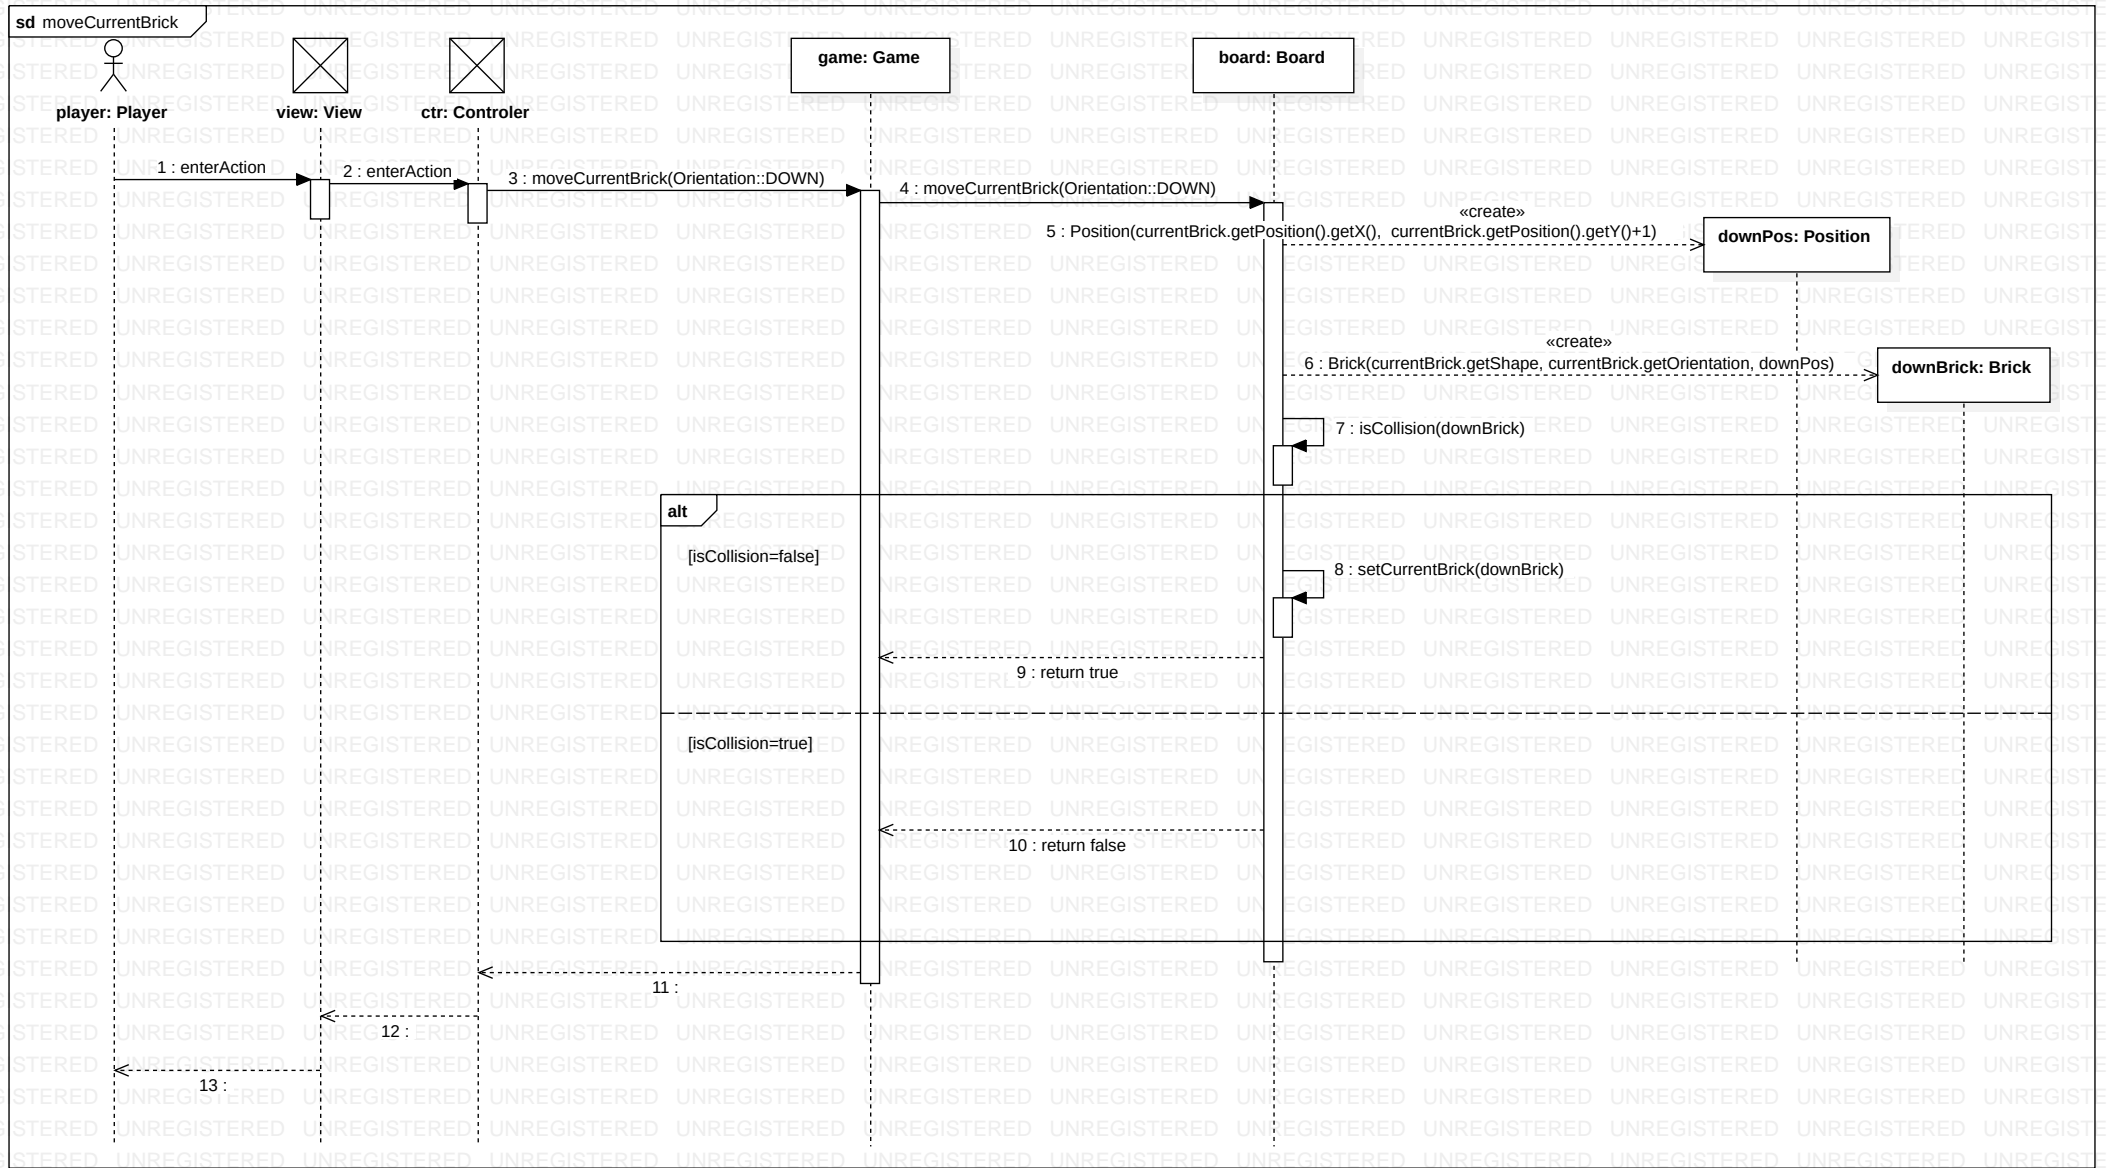 sd moveCurrentBrick
player: Player
view: View
ctr: Controler
game: Game
board: Board
1 : enterAction
2 : enterAction
3 : moveCurrentBrick(Orientation::DOWN)
4 : moveCurrentBrick(Orientation::DOWN)
«create»
5 : Position(currentBrick.getPosition().getX(), currentBrick.getPosition().getY()+1)
downPos: Position
«create»
6 : Brick(currentBrick.getShape, currentBrick.getOrientation, downPos)
downBrick: Brick
7 : isCollision(downBrick)
alt
[isCollision=false]
8 : setCurrentBrick(downBrick)
9 : return true
[isCollision=true]
10 : return false
11 :
12 :
13 :
UNREGISTERED